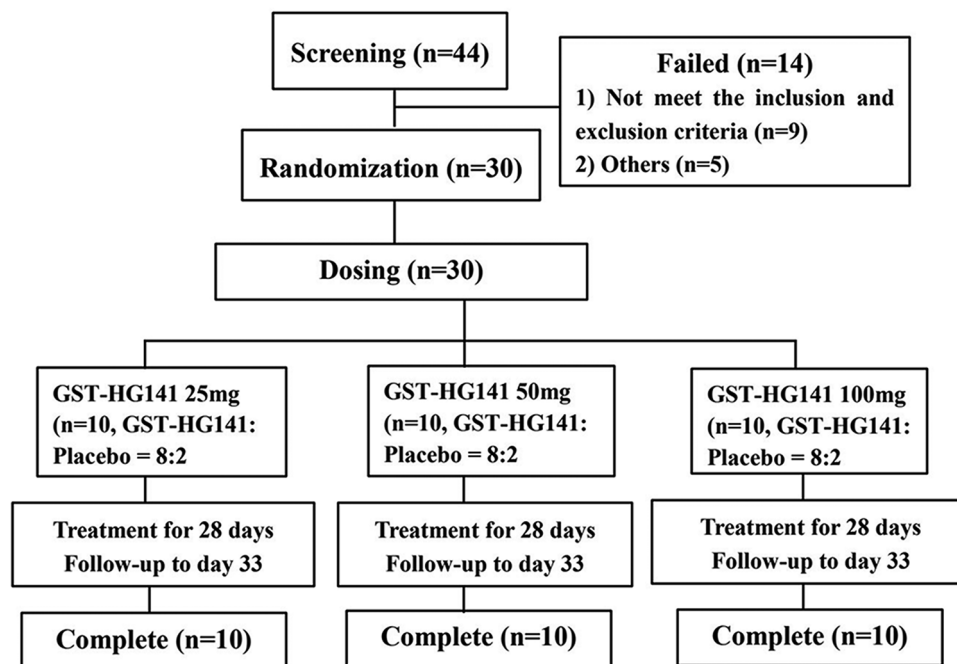 Screening (n=44)
Failed (n=14)
1) Not meet the inclusion and
exclusion criteria (n=9)
2) Others (n=5)
Randomization (n=30)
Dosing (n=30)
GST-HG141 25mg
(n=10, GST-HG141:
Placebo = 8:2
GST-HG141 50mg
(n=10, GST-HG141:
Placebo = 8:2
GST-HG141 100mg
(n=10, GST-HG141:
Placebo = 8:2
Treatment for 28 days
Follow-up to day 33
Treatment for 28 days
Follow-up to day 33
Treatment for 28 days
Follow-up to day 33
Complete (n=10)
Complete (n=10)
Complete (n=10)